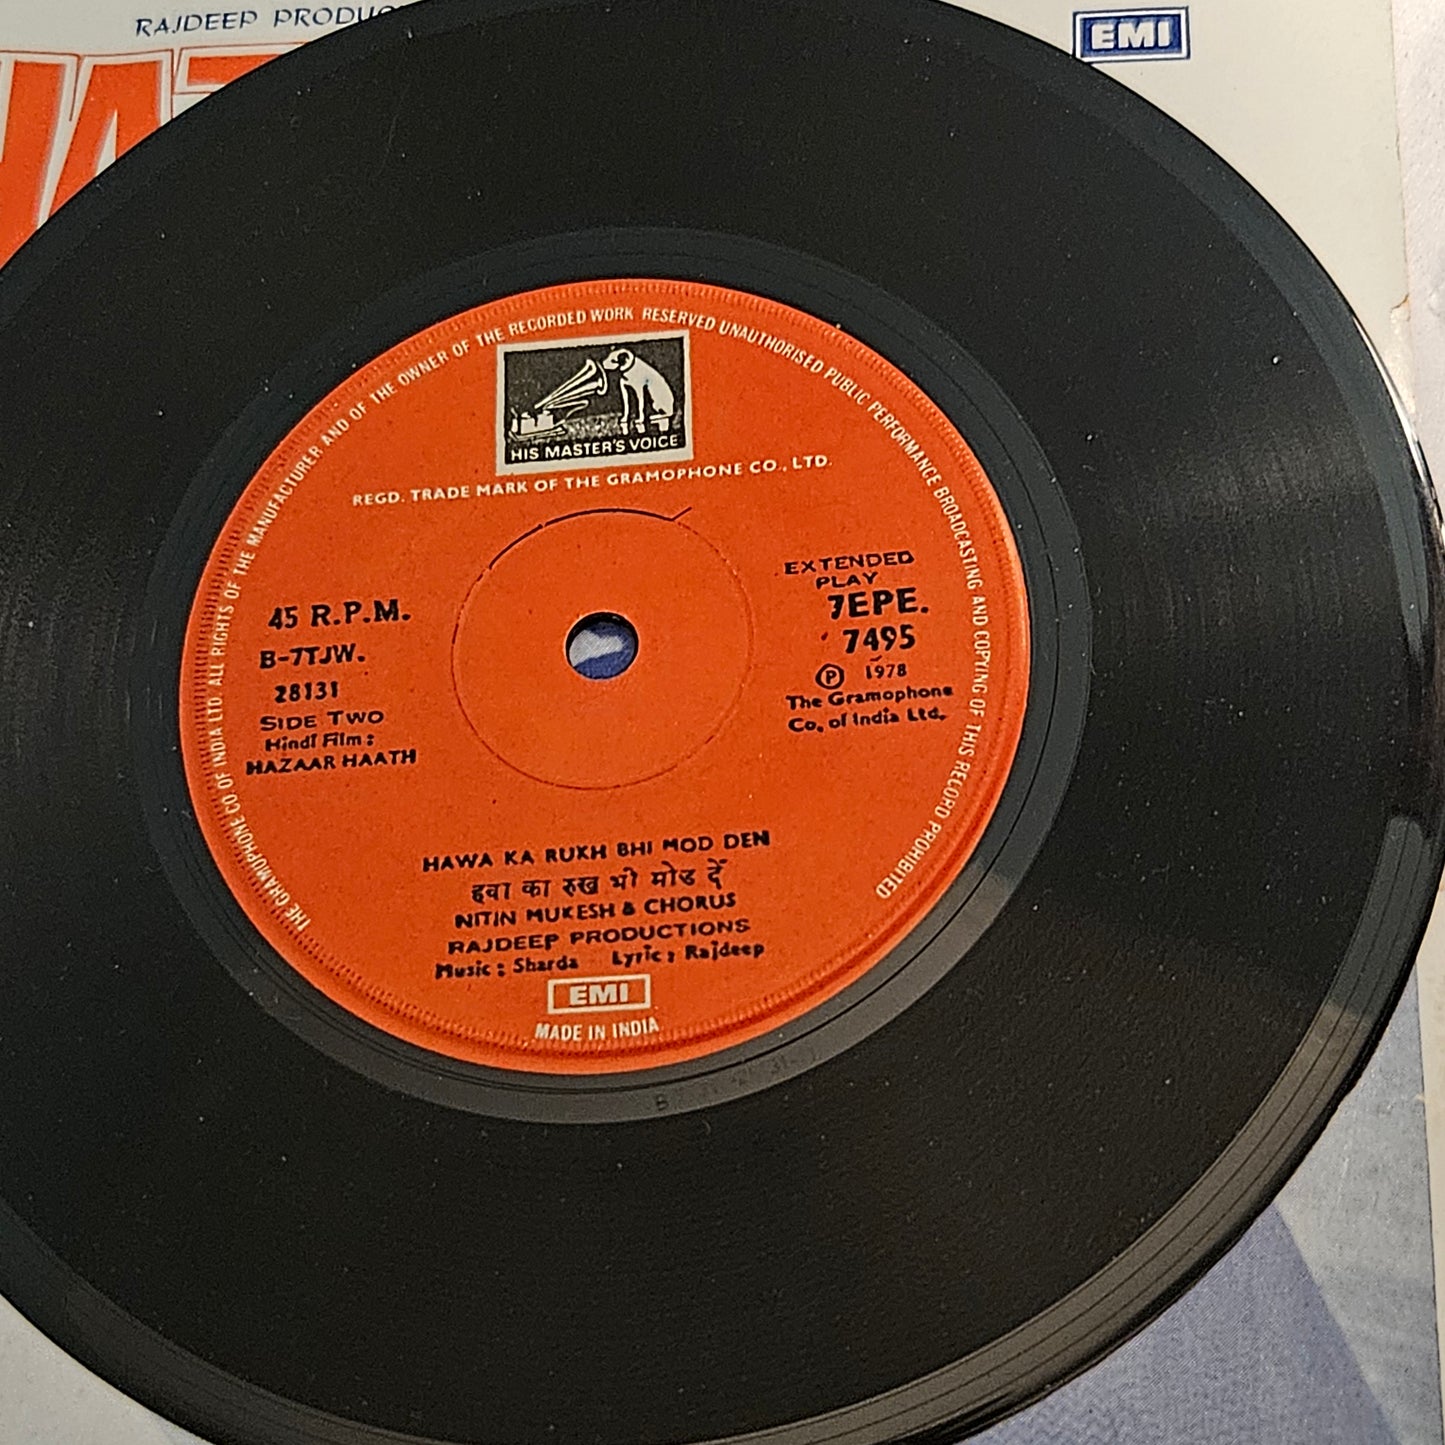 RAJDEEP
EMI
THE GRAMOPHONE CO OF INDIA LTD. ALL RIGHTS OF THE MANUFACTURER AND OF THE OWNER OF THE RECORDED WORK RESERVED UNAUTHORISED PUBLIC PERFORMANCE BROADCASTING AND COPYING OF THIS RECORD PROHIBITED
HIS MASTER'S VOICE
REGD. TRADE MARK OF THE GRAMOPHONE CO., LTD.
45 R.P.M.
B-7TJW.
28131
SIDE TWO
Hindi Film:
HAZAAR HAATH
EXTENDED
PLAY
7EPE.
7495
Ⓟ 1978
The Gramophone
Co. of India Ltd.
HAWA KA RUKH BHI MOD DEN
हवा का रुख भी मोड दें
NITIN MUKESH & CHORUS
RAJDEEP PRODUCTIONS
Music: Sharda Lyric: Rajdeep
EMI
MADE IN INDIA